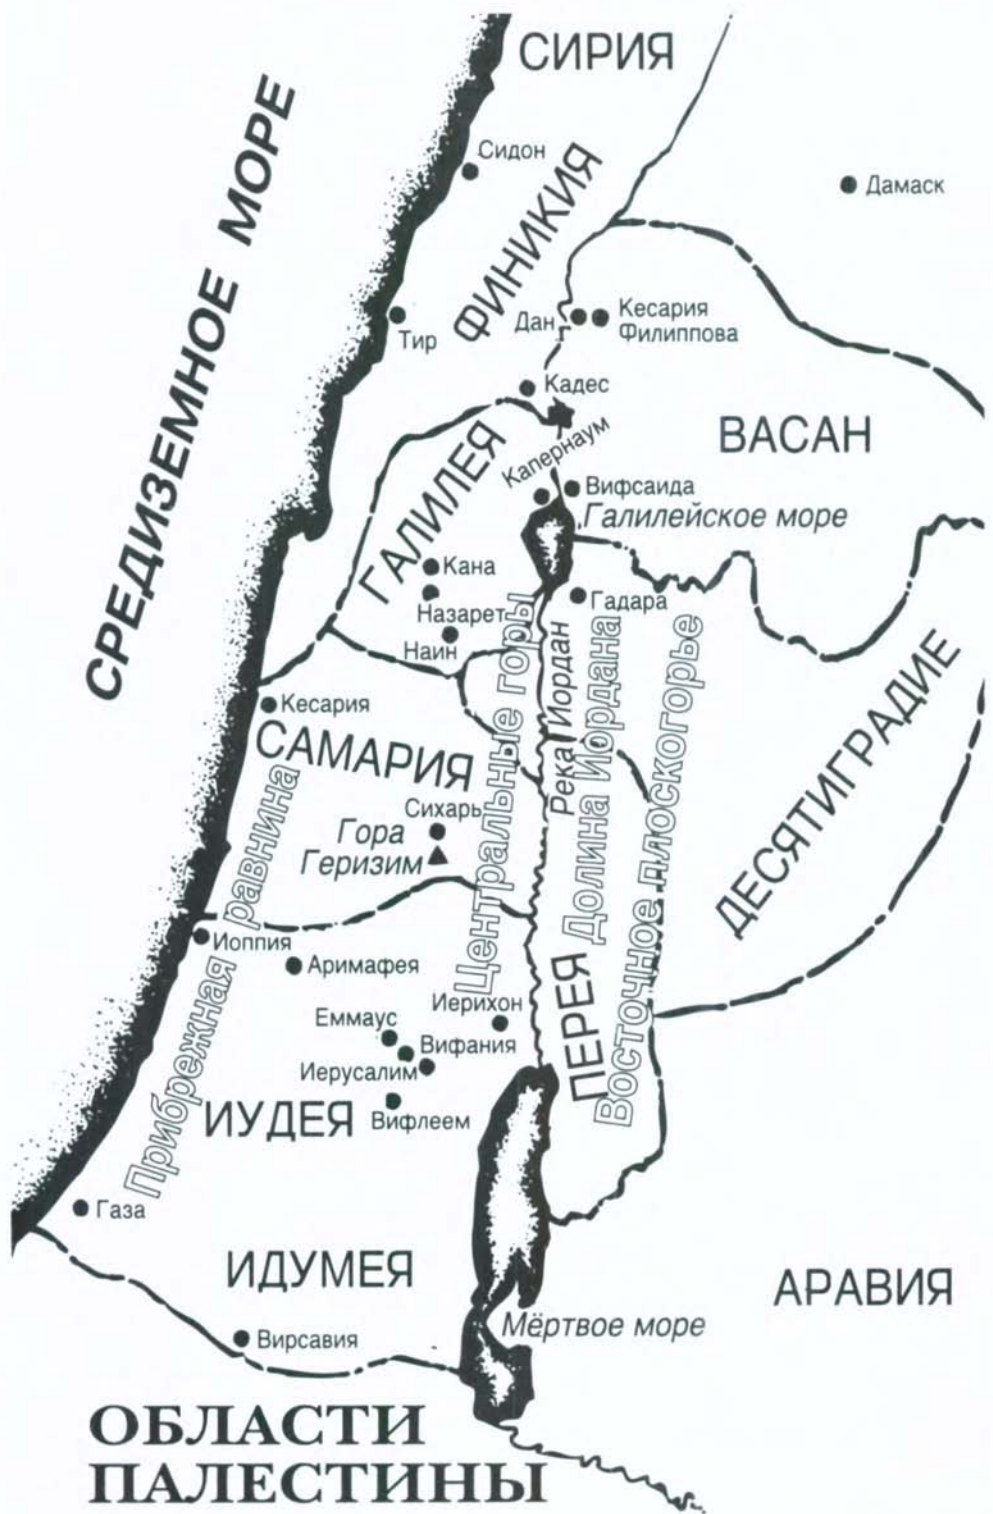 СИРИЯ
СРЕДИЗЕМНОЕ МОРЕ
Сидон
ФИНИКИЯ
Дамаск
Тир
Дан
Кесария
Филиппова
Кадес
ВАСАН
ГАЛИЛЕЯ
Капернаум
Вифсаида
Галилейское море
Кана
Назарет
Гадара
Наин
Центральные горы
Река Иордан
Долина Иордана
Восточное плоскогорье
ДЕСЯТИГРАДИЕ
Кесария
САМАРИЯ
Прибрежная равнина
Сихарь
Гора
Геризим
Иоппия
Аримафея
ПЕРЕЯ
Иерихон
Еммаус
Вифания
Иерусалим
ИУДЕЯ
Вифлеем
Газа
ИДУМЕЯ
АРАВИЯ
Мёртвое море
Вирсавия
ОБЛАСТИ
ПАЛЕСТИНЫ